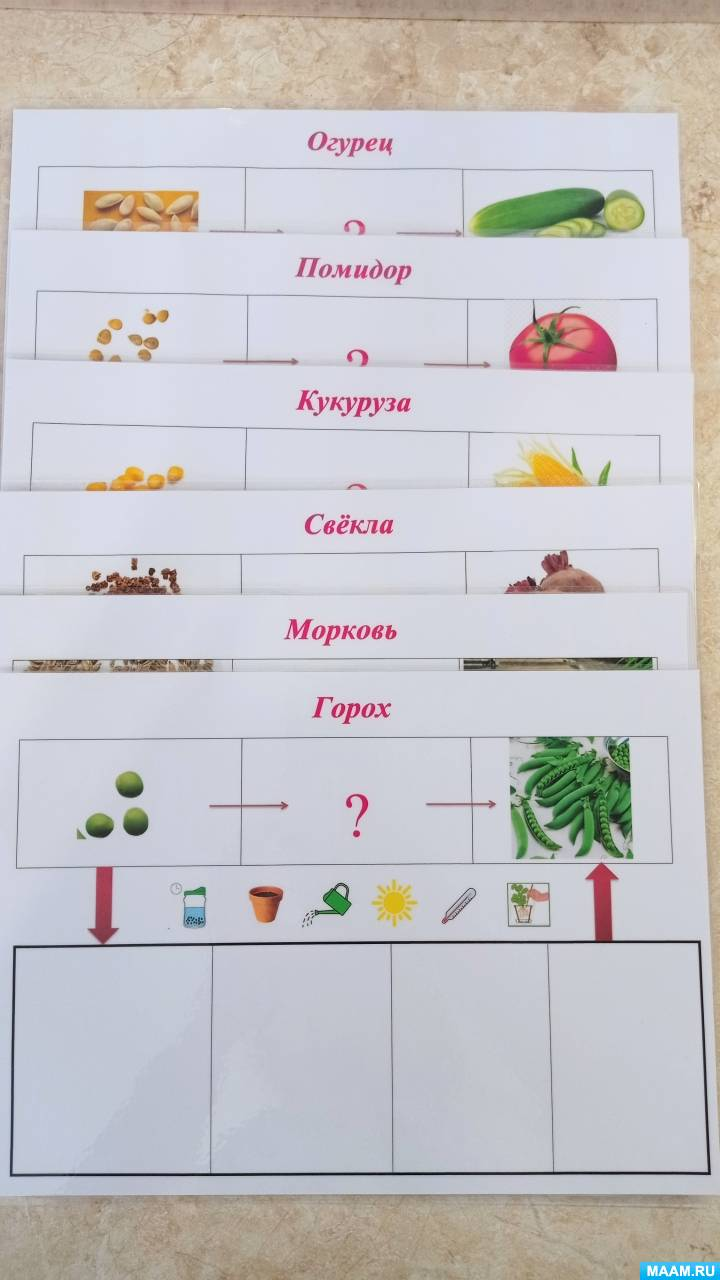 Огурец
?
Помидор
?
Кукуруза
?
Свёкла
Морковь
Горох
?
MAAM.RU